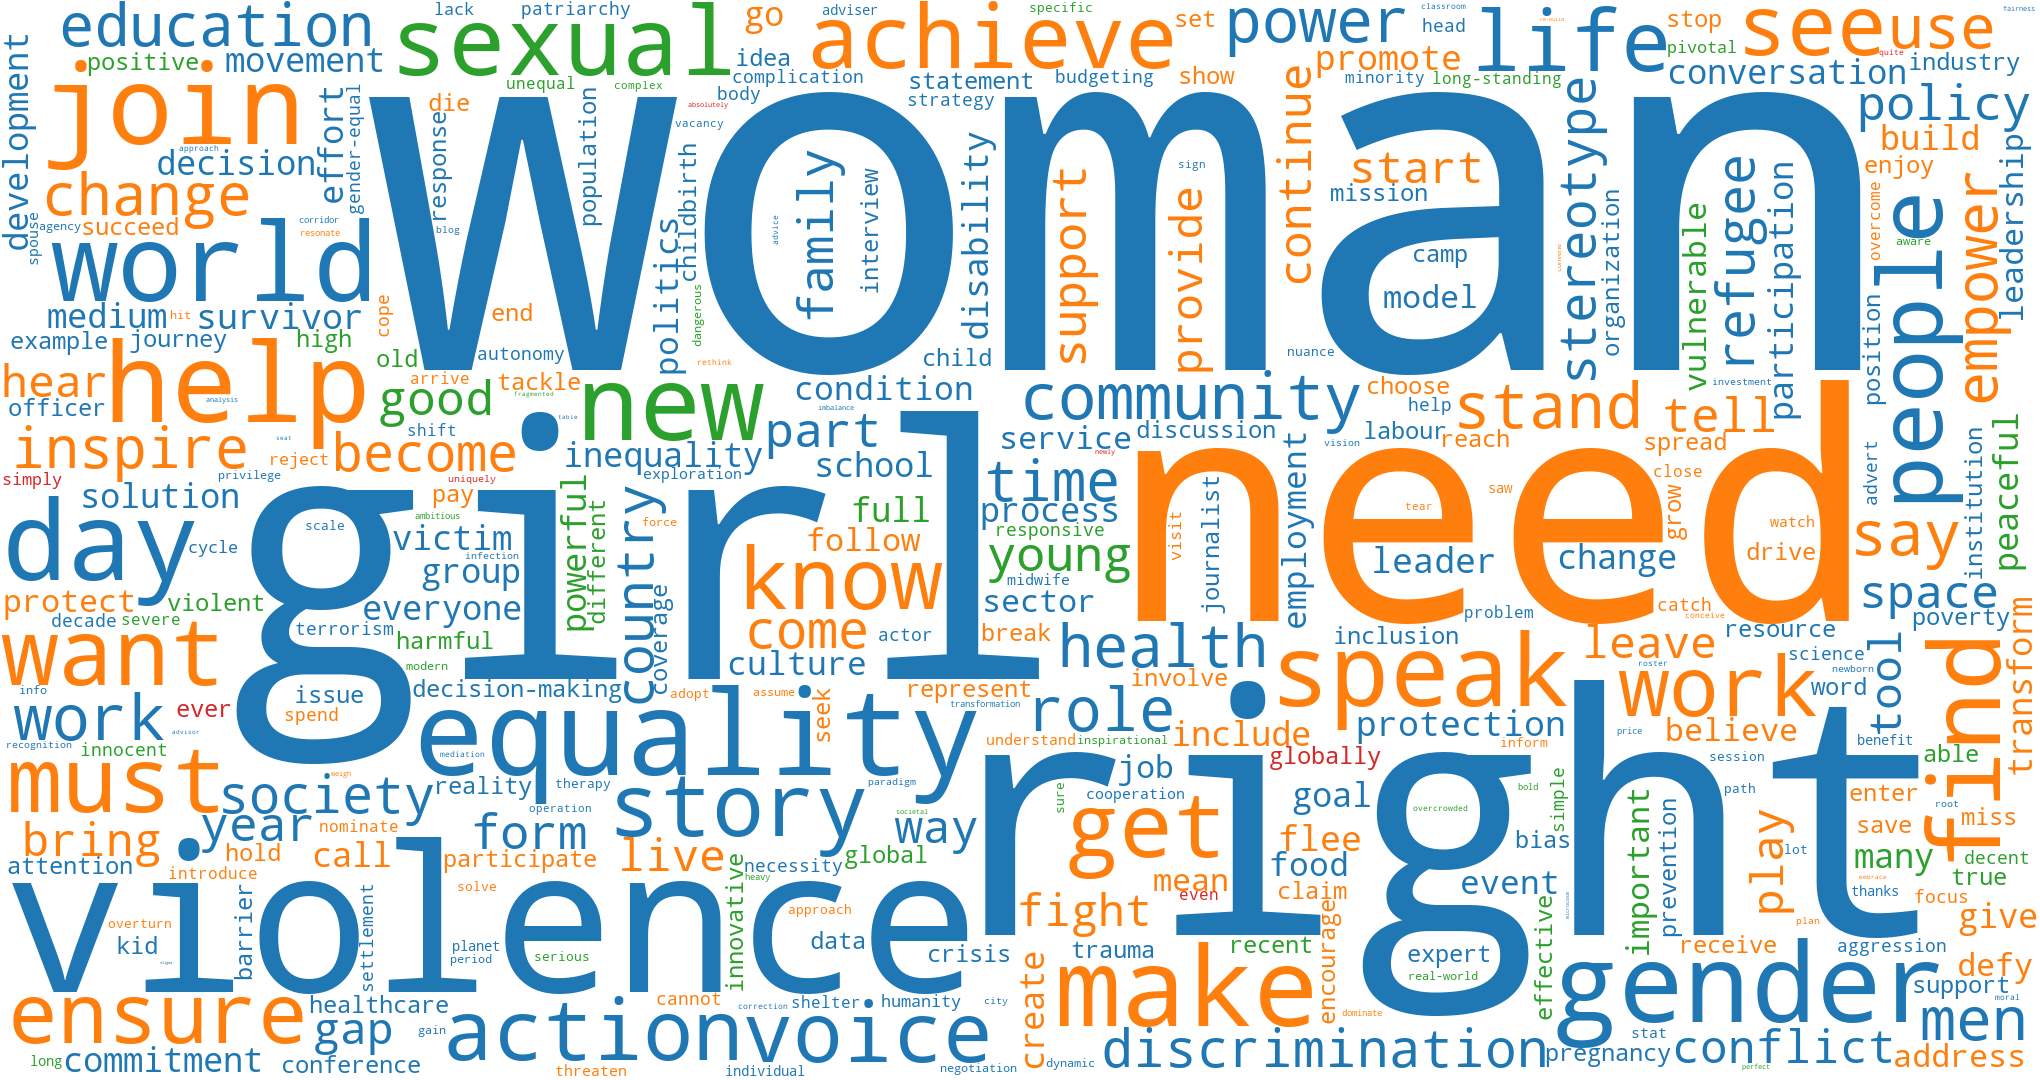 lack
patriarchy
adviser
specific
classroom
re-build
fairness
education
sexual
go
achieve
set
power
head
life
stop
see
use
positive
movement
idea
promote
pivotal
quite
join
unequal
complex
complication
statement
budgeting
show
minority
long-standing
conversation
industry
development
die
body
strategy
continue
stereotype
policy
effort
gender-equal
response
population
absolutely
vacancy
woman
build
approach
decision
family
interview
disability
sign
start
refugee
enjoy
leadership
change
childbirth
support
provide
mission
organization
vulnerable
participation
people
empower
overcome
spouse
agency
succeed
corridor
resonate
blog
politics
advice
camp
aware
world
model
medium
hit
survivor
cope
end
dangerous
example
journey
high
old
autonomy
rethink
child
nuance
position
hear
help
arrive
tackle
new
condition
community
choose
investment
officer
analysis
good
fragmented
table
imbalance
help
stand
tell
shift
part
service
discussion
labour
inspire
seat
become
inequality
school
vision
reach
spread
advert
institution
peaceful
simply
privilege
reject
uniquely
exploration
time
newly
employment
close
day
solution
pay
country
girl
need
saw
grow
scale
ambitious
powerful
different
force
full
process
journalist
tear
watch
say
cycle
victim
follow
responsive
visit
leader
change
drive
infection
group
know
young
protect
violent
everyone
midwife
sector
catch
space
decade
severe
terrorism
harmful
coverage
come
actor
break
problem
conceive
poverty
want
modern
culture
health
inclusion
leave
resource
tool
science
transform
info
issue
decision-making
adopt
assume
seek
represent
involve
speak
roster
newborn
find
work
ever
spend
equality
transformation
role
work
word
recognition
advisor
mediation
understand
inspirational
include
protection
believe
innocent
globally
inform
price
benefit
able
must
weigh
reality
therapy
paradigm
job
right
session
society
story
cooperation
goal
sure
bold
simple
path
enter
root
bring
year
nominate
form
operation
societal
way
get
overcrowded
important
prevention
play
save
miss
attention
hold
call
participate
live
necessity
global
flee
bias
lot
many
decent
introduce
solve
innovative
heavy
food
mean
even
claim
event
embrace
thanks
true
violence
approach
focus
overturn
barrier
settlement
fight
encourage
effective
plan
give
kid
planet
period
serious
data
crisis
trauma
recent
expert
receive
aggression
real-world
defy
ensure
healthcare
cannot
correction
shelter
humanity
city
create
make
dominate
gender
support
moral
gap
gain
action
voice
stat
men
long
commitment
conference
threaten
individual
negotiation
dynamic
discrimination
pregnancy
conflict
perfect
address